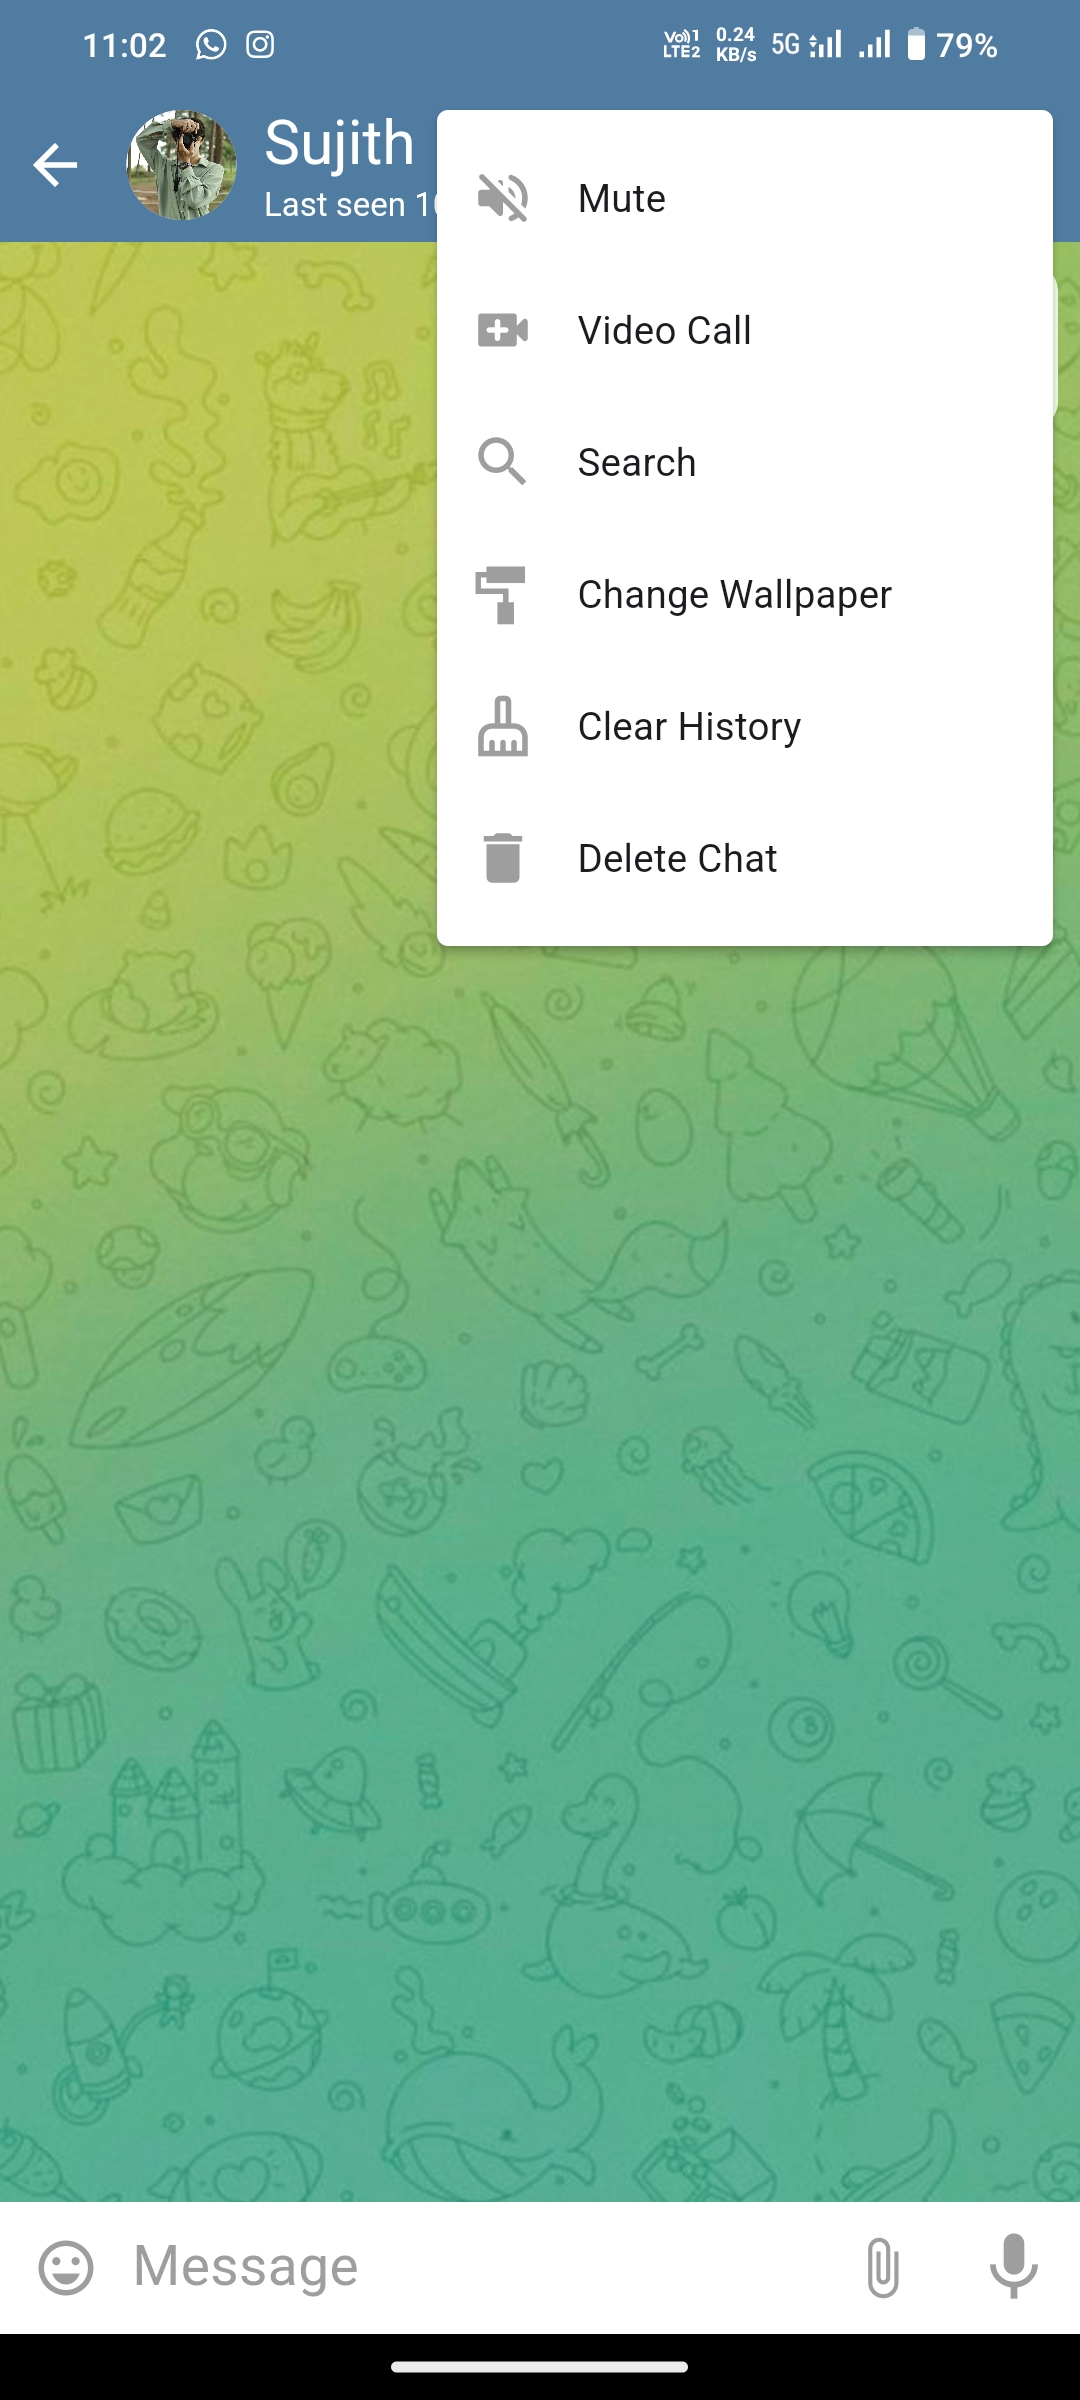 11:02
Vo)) 1
LTE2
0.24
KB/s
5G
79%
Sujith
Last seen 1
Mute
Video Call
Search
Change Wallpaper
Clear History
Delete Chat
Message